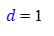 d = 1